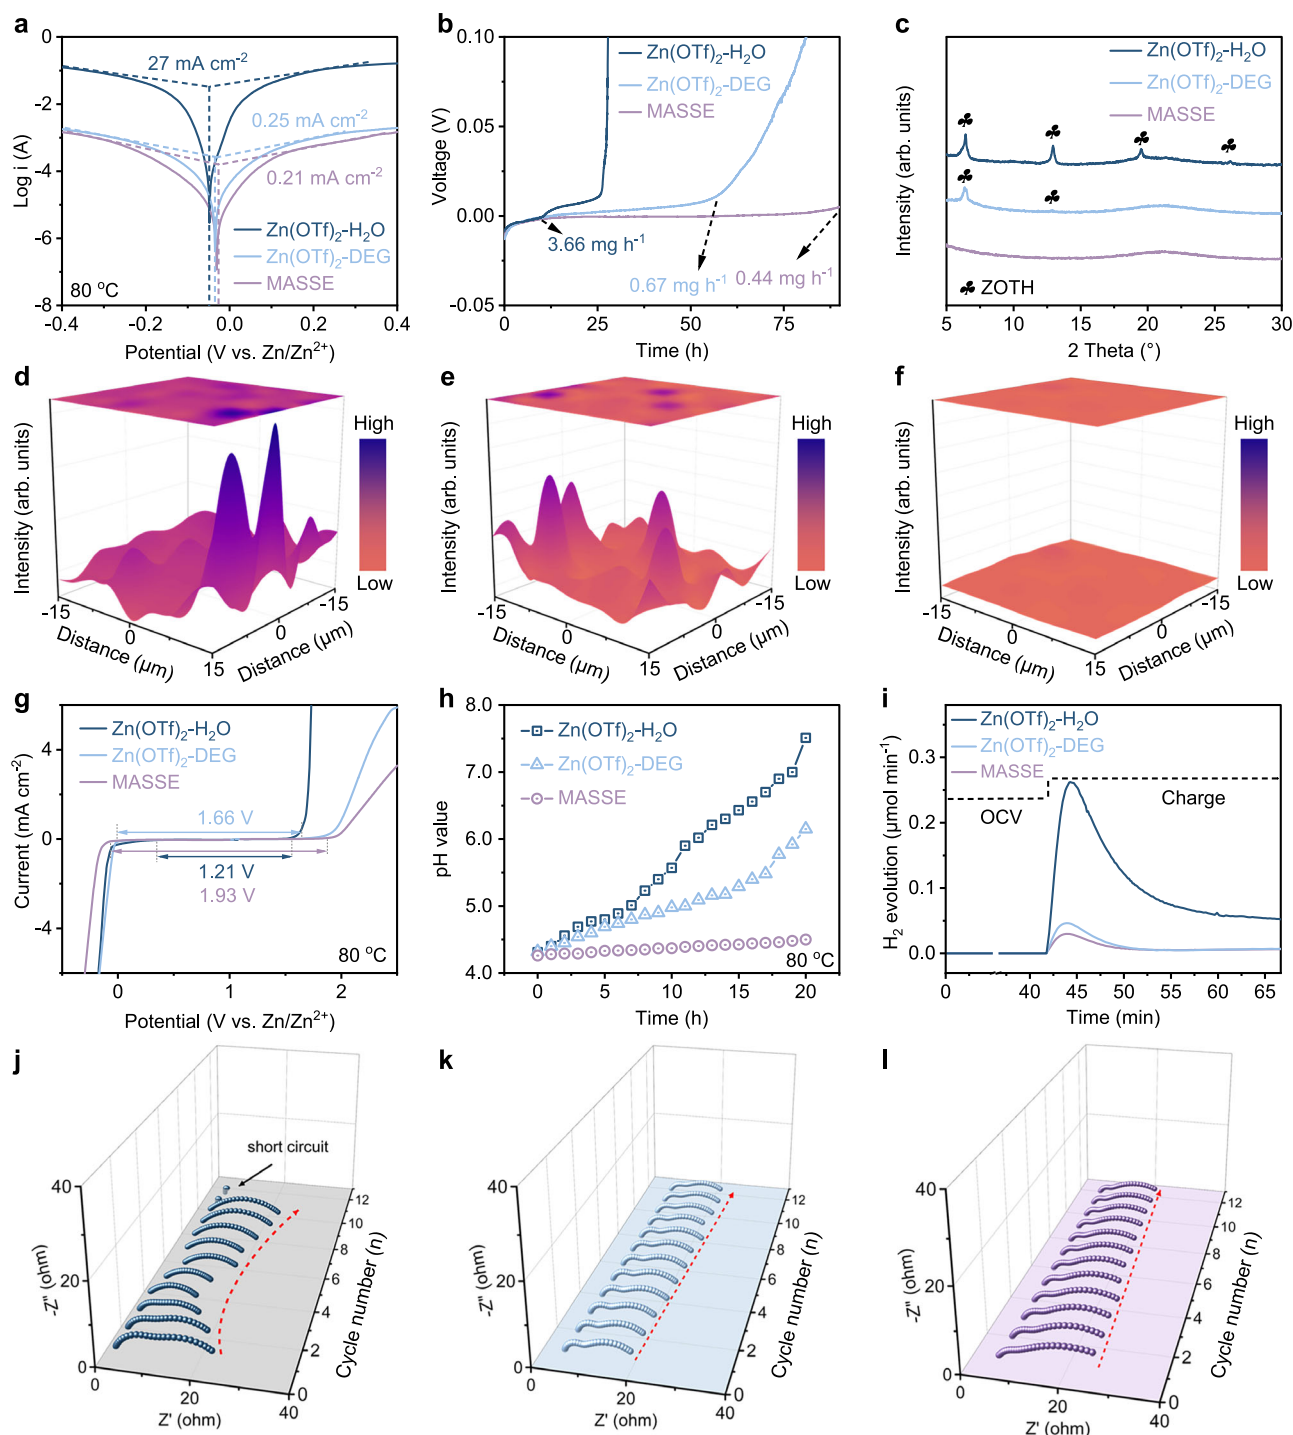 a
0
-2
-4
-6
-8
Log i (A)
27 mA cm⁻²
0.25 mA cm⁻²
0.21 mA cm⁻²
Zn(OTf)₂-H₂O
Zn(OTf)₂-DEG
MASSE
80 °C
-0.4
-0.2
0.0
0.2
0.4
Potential (V vs. Zn/Zn²⁺)
b
0.10
0.05
0.00
-0.05
Voltage (V)
Zn(OTf)₂-H₂O
Zn(OTf)₂-DEG
MASSE
3.66 mg h⁻¹
0.67 mg h⁻¹
0.44 mg h⁻¹
0
25
50
75
Time (h)
c
Intensity (arb. units)
Zn(OTf)₂-H₂O
Zn(OTf)₂-DEG
MASSE
♣
♣
♣
♣
♣
♣
♣ ZOTH
5
10
15
20
25
30
2 Theta (°)
d
Intensity (arb. units)
High
Low
-15
0
15
Distance (µm)
0
-15
Distance (µm)
e
Intensity (arb. units)
High
Low
-15
0
15
Distance (µm)
0
-15
Distance (µm)
f
Intensity (arb. units)
High
Low
-15
0
15
Distance (µm)
0
-15
Distance (µm)
g
4
0
-4
Current (mA cm⁻²)
Zn(OTf)₂-H₂O
Zn(OTf)₂-DEG
MASSE
1.66 V
1.21 V
1.93 V
80 °C
0
1
2
Potential (V vs. Zn/Zn²⁺)
h
8.0
7.0
6.0
5.0
4.0
pH value
Zn(OTf)₂-H₂O
Zn(OTf)₂-DEG
MASSE
80 °C
0
5
10
15
20
Time (h)
i
0.3
0.2
0.1
0.0
H₂ evolution (µmol min⁻¹)
Zn(OTf)₂-H₂O
Zn(OTf)₂-DEG
MASSE
OCV
Charge
0
40
45
50
55
60
65
Time (min)
j
short circuit
40
20
0
-Z" (ohm)
0
20
40
Z' (ohm)
0
2
4
6
8
10
12
Cycle number (n)
k
40
20
0
-Z" (ohm)
0
20
40
Z' (ohm)
0
2
4
6
8
10
12
Cycle number (n)
l
40
20
0
-Z" (ohm)
0
20
40
Z' (ohm)
0
2
4
6
8
10
12
Cycle number (n)